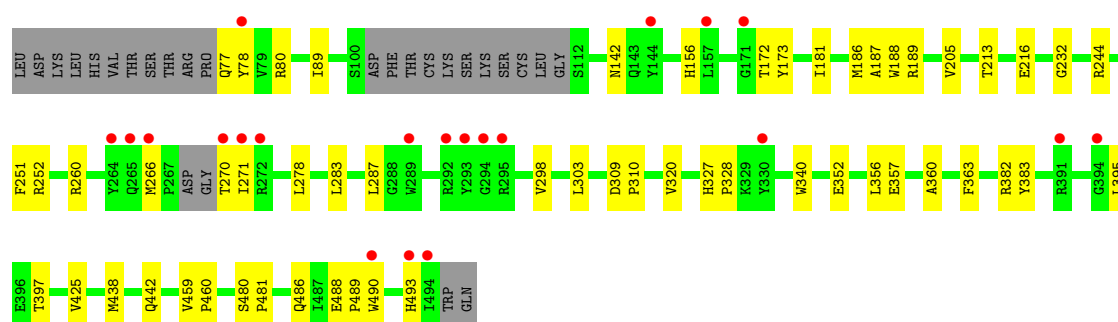 LEU ASP LYS LEU HIS VAL THR SER THR ARG PRO Q77 Y78 V79 R80 I89 S100 ASP PHE THR CYS LYS SER LYS SER CYS LEU GLY S112 N142 Q143 Y144 H156 L157 G171 T172 Y173 I181 M186 A187 W188 R189 V205 T213 E216 G232 R244
F251 R252 R260 Y264 Q265 M266 P267 ASP GLY T270 I271 R272 L278 L283 L287 G288 W289 R292 Y293 G294 R295 V298 L303 D309 P310 V320 H327 P328 K329 Y330 W340 E352 L356 E357 A360 F363 R382 Y383 R391 G394 L395
E396 T397 V425 M438 Q442 V459 P460 S480 P481 Q486 I487 E488 P489 W490 H493 I494 TRP GLN